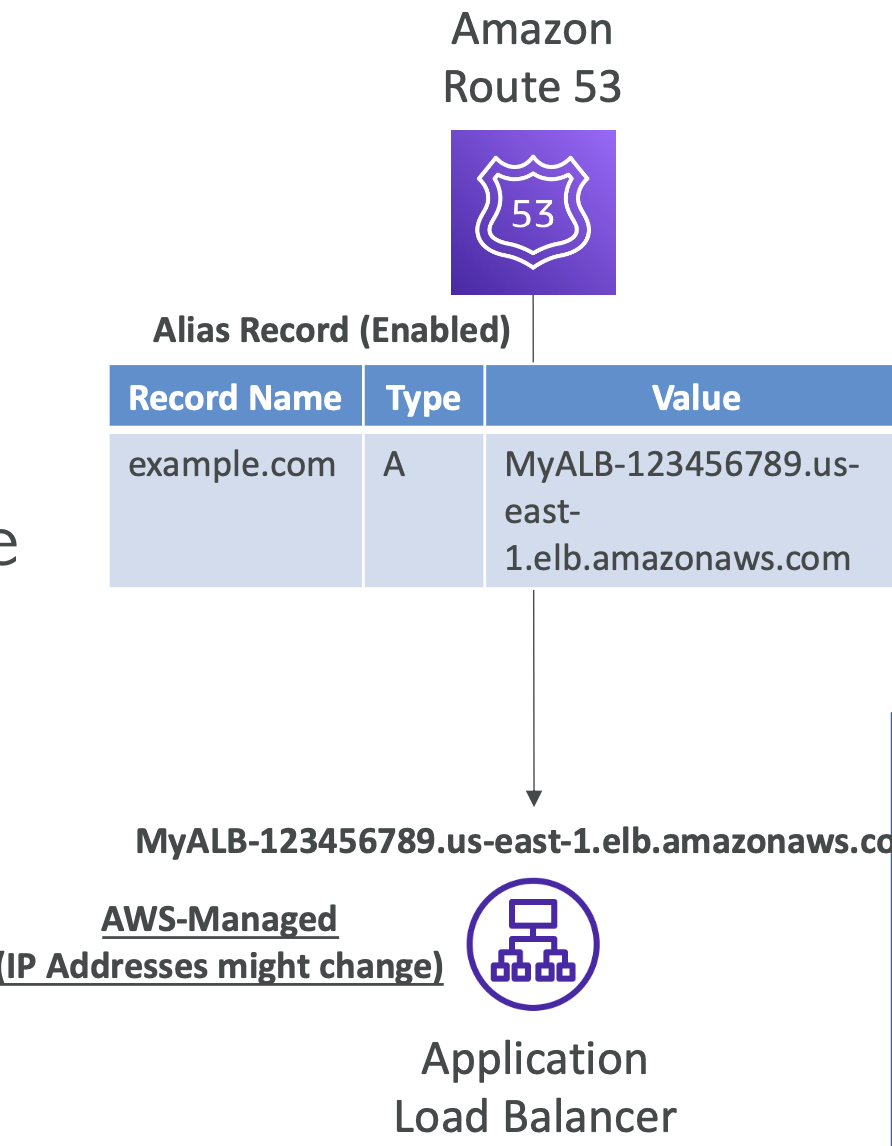 Amazon
Route 53
53
Alias Record (Enabled)
Record Name Type Value
example.com A MyALB-123456789.us-
east-
1.elb.amazonaws.com
e
MyALB-123456789.us-east-1.elb.amazonaws.co
AWS-Managed
(IP Addresses might change)
Application
Load Balancer